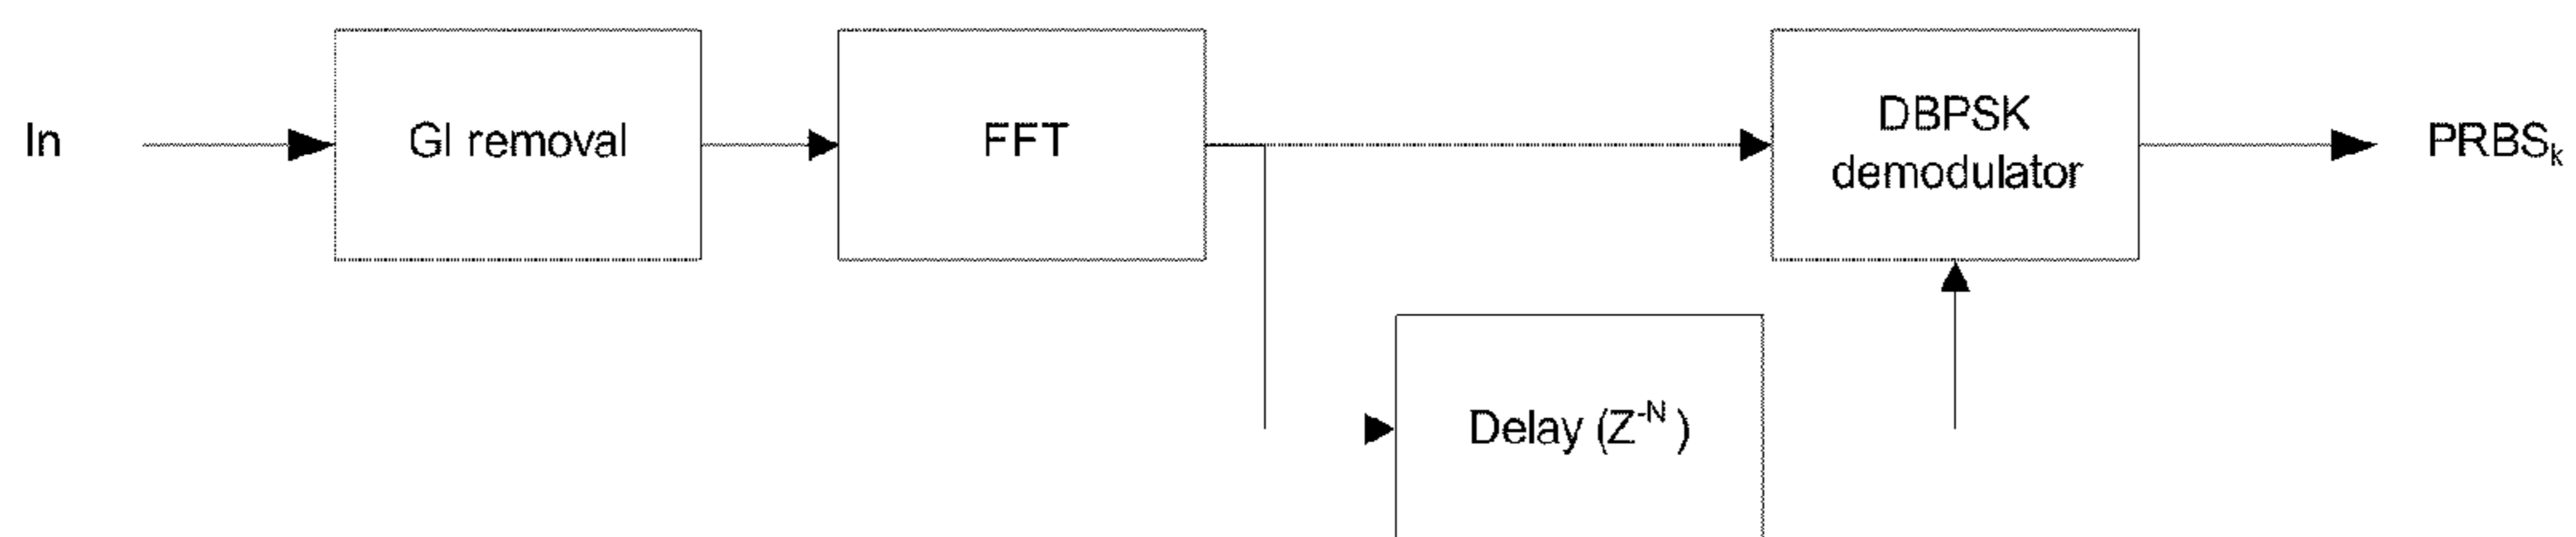 In
GI removal
FFT
DBPSK
demodulator
PRBSk
Delay (Z-N )